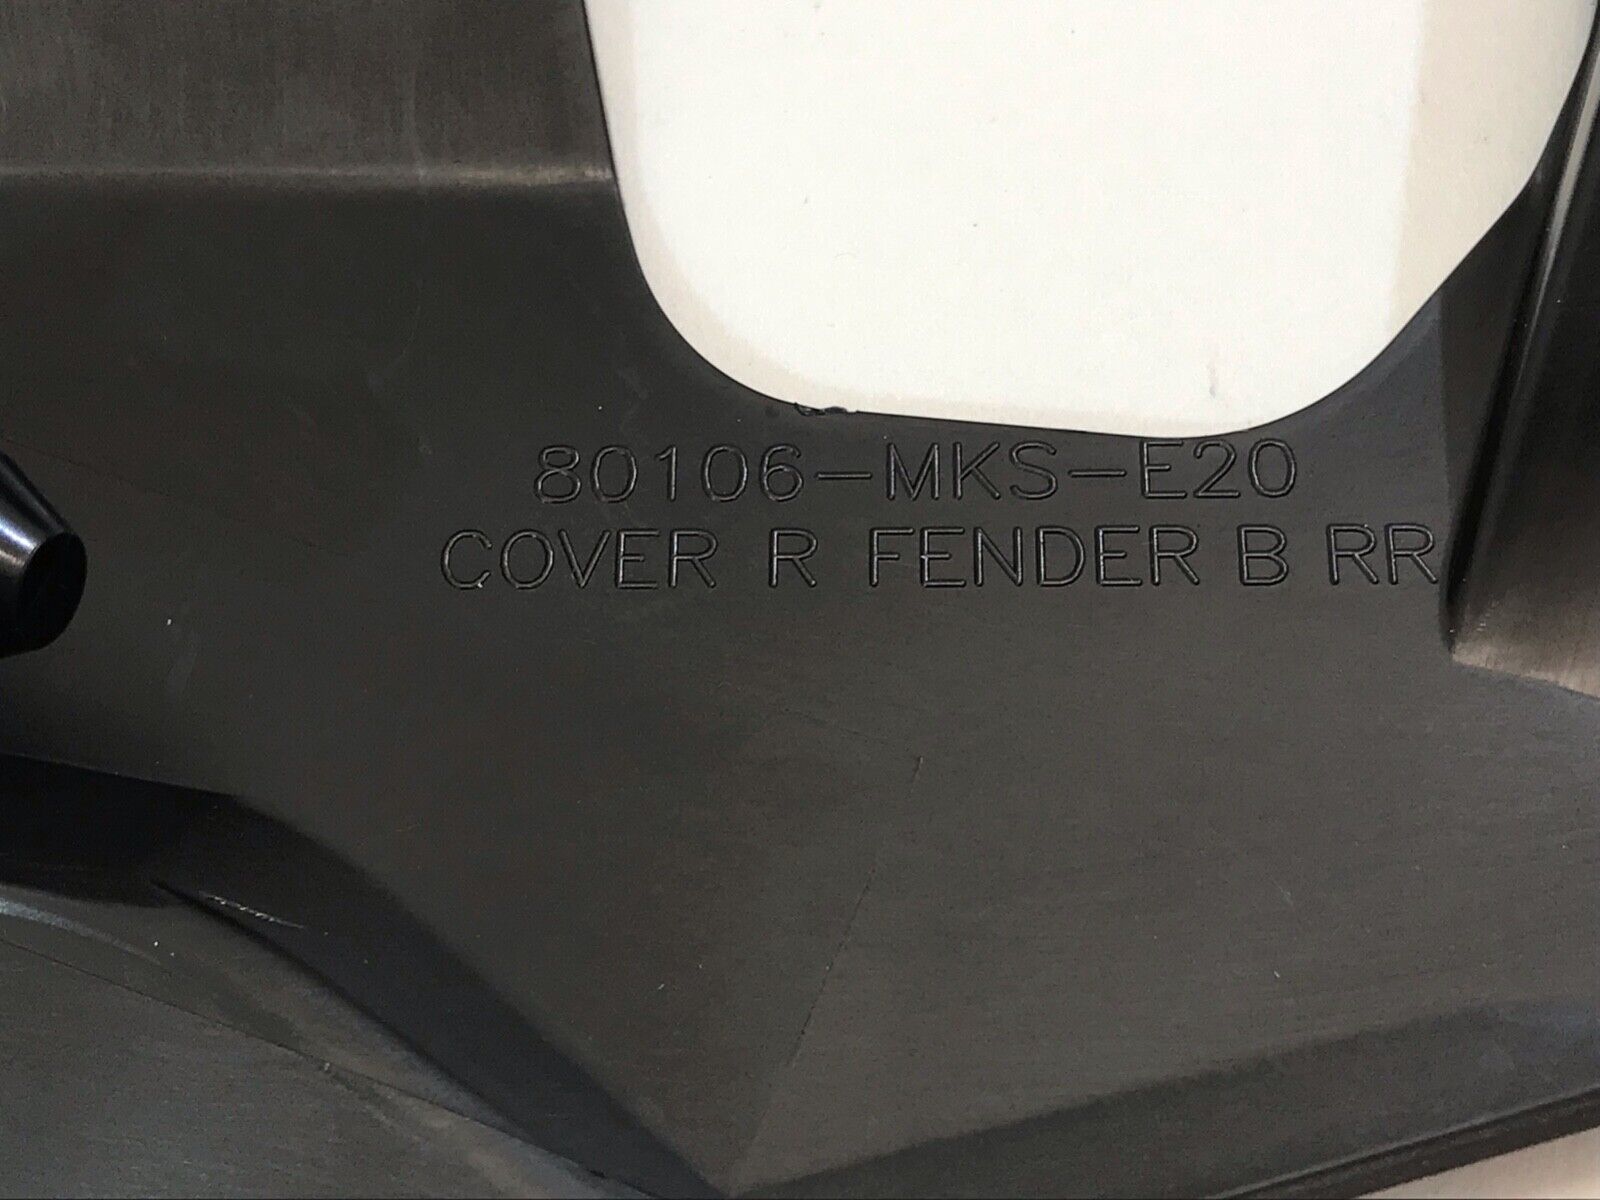 80106-MKS-E20
COVER R FENDER B RR